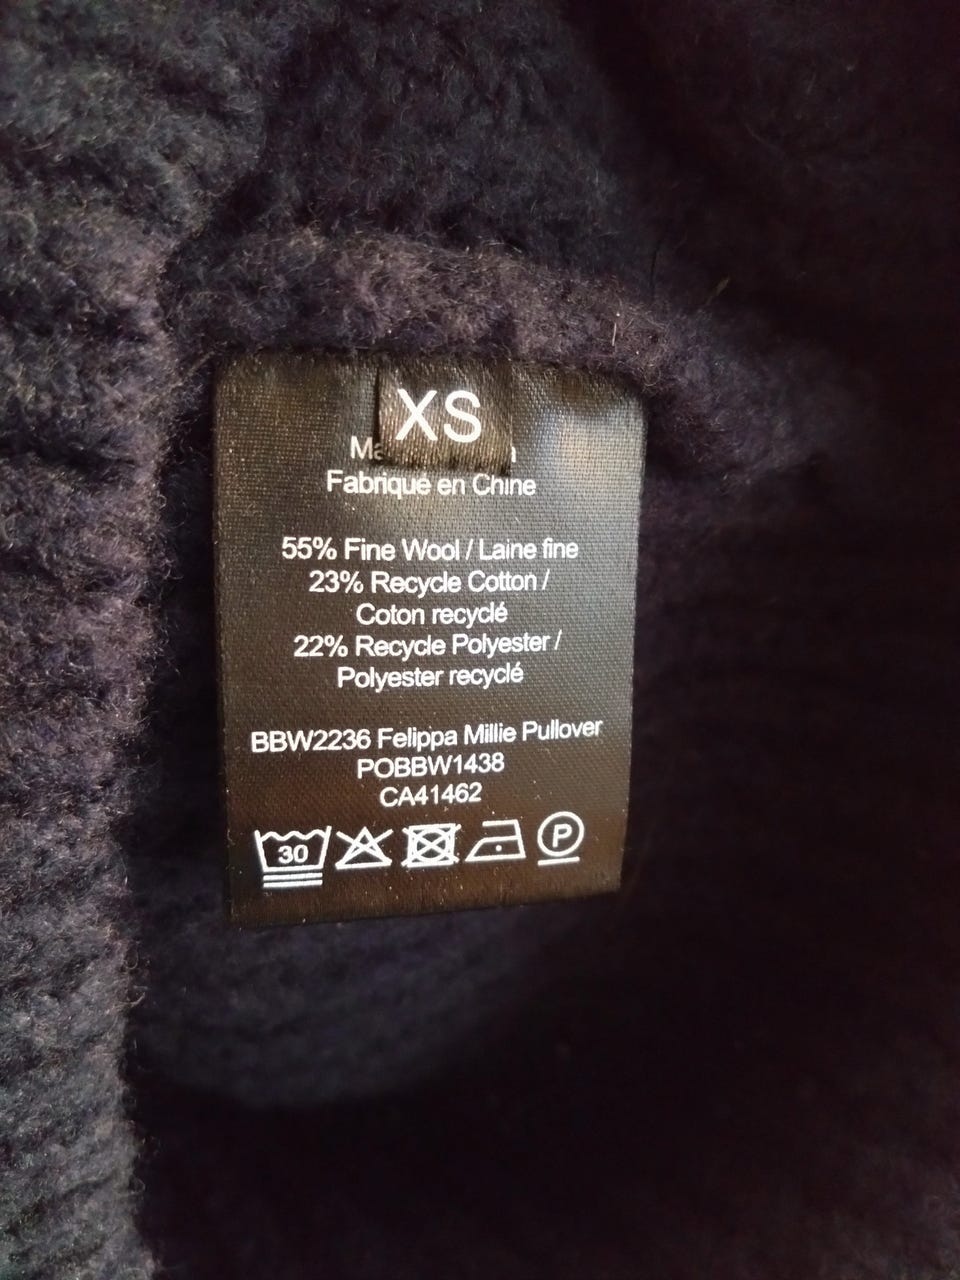 XS
Fabriqué en Chine
55% Fine Wool / Laine fine
23% Recycle Cotton /
Coton recyclé
22% Recycle Polyester /
Polyester recyclé
BBW2236 Felippa Millie Pullover
POBBW1438
CA41462
30 P